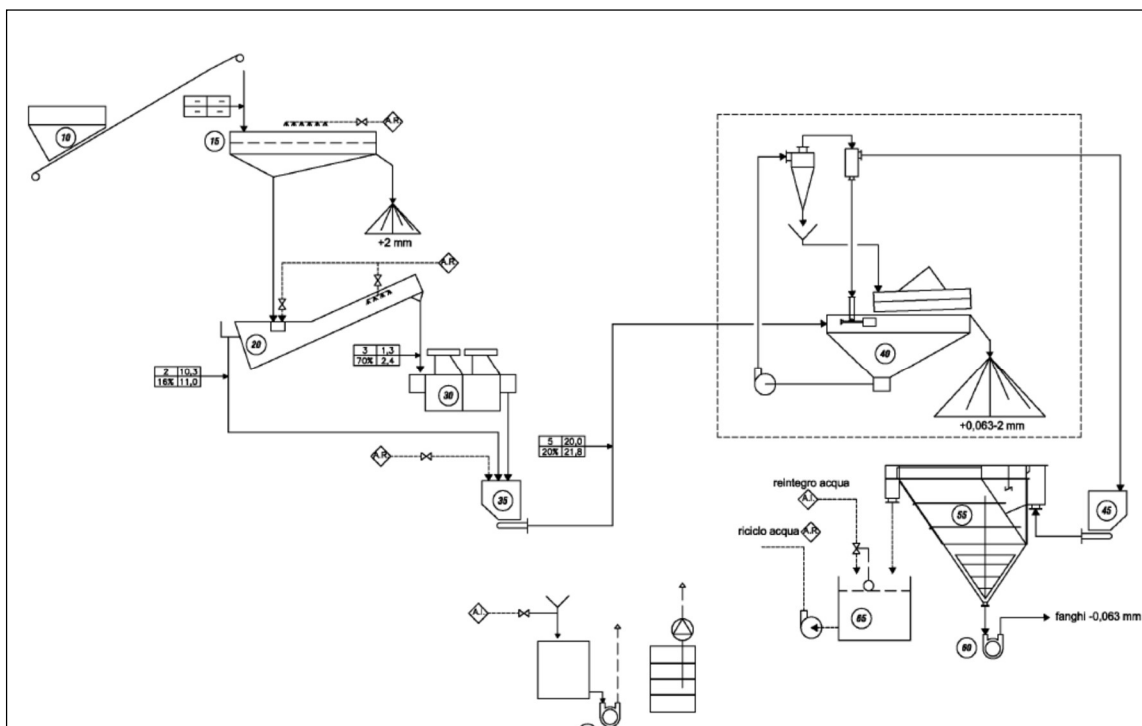 10
15
A.R.
+2 mm
A.R.
20
2 10,3
16% 11,0
3 1,3
70% 2,4
30
A.R.
35
5 20,0
20% 21,8
40
+0,063-2 mm
reintegro acqua
A.I.
riciclo acqua A.R.
65
55
45
60
fanghi -0,063 mm
A.I.